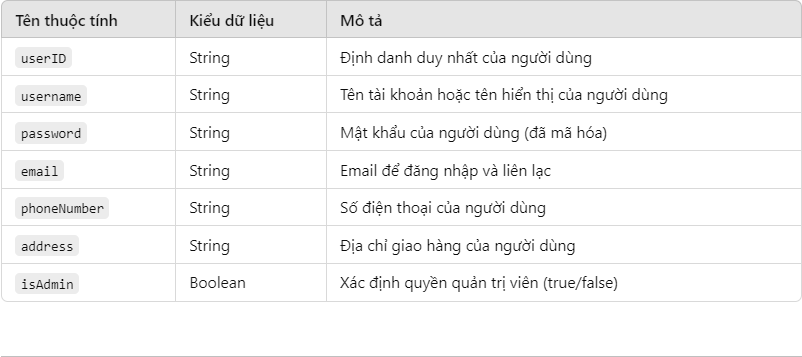 Tên thuộc tính Kiểu dữ liệu Mô tả
userID String Định danh duy nhất của người dùng
username String Tên tài khoản hoặc tên hiển thị của người dùng
password String Mật khẩu của người dùng (đã mã hóa)
email String Email để đăng nhập và liên lạc
phoneNumber String Số điện thoại của người dùng
address String Địa chỉ giao hàng của người dùng
isAdmin Boolean Xác định quyền quản trị viên (true/false)